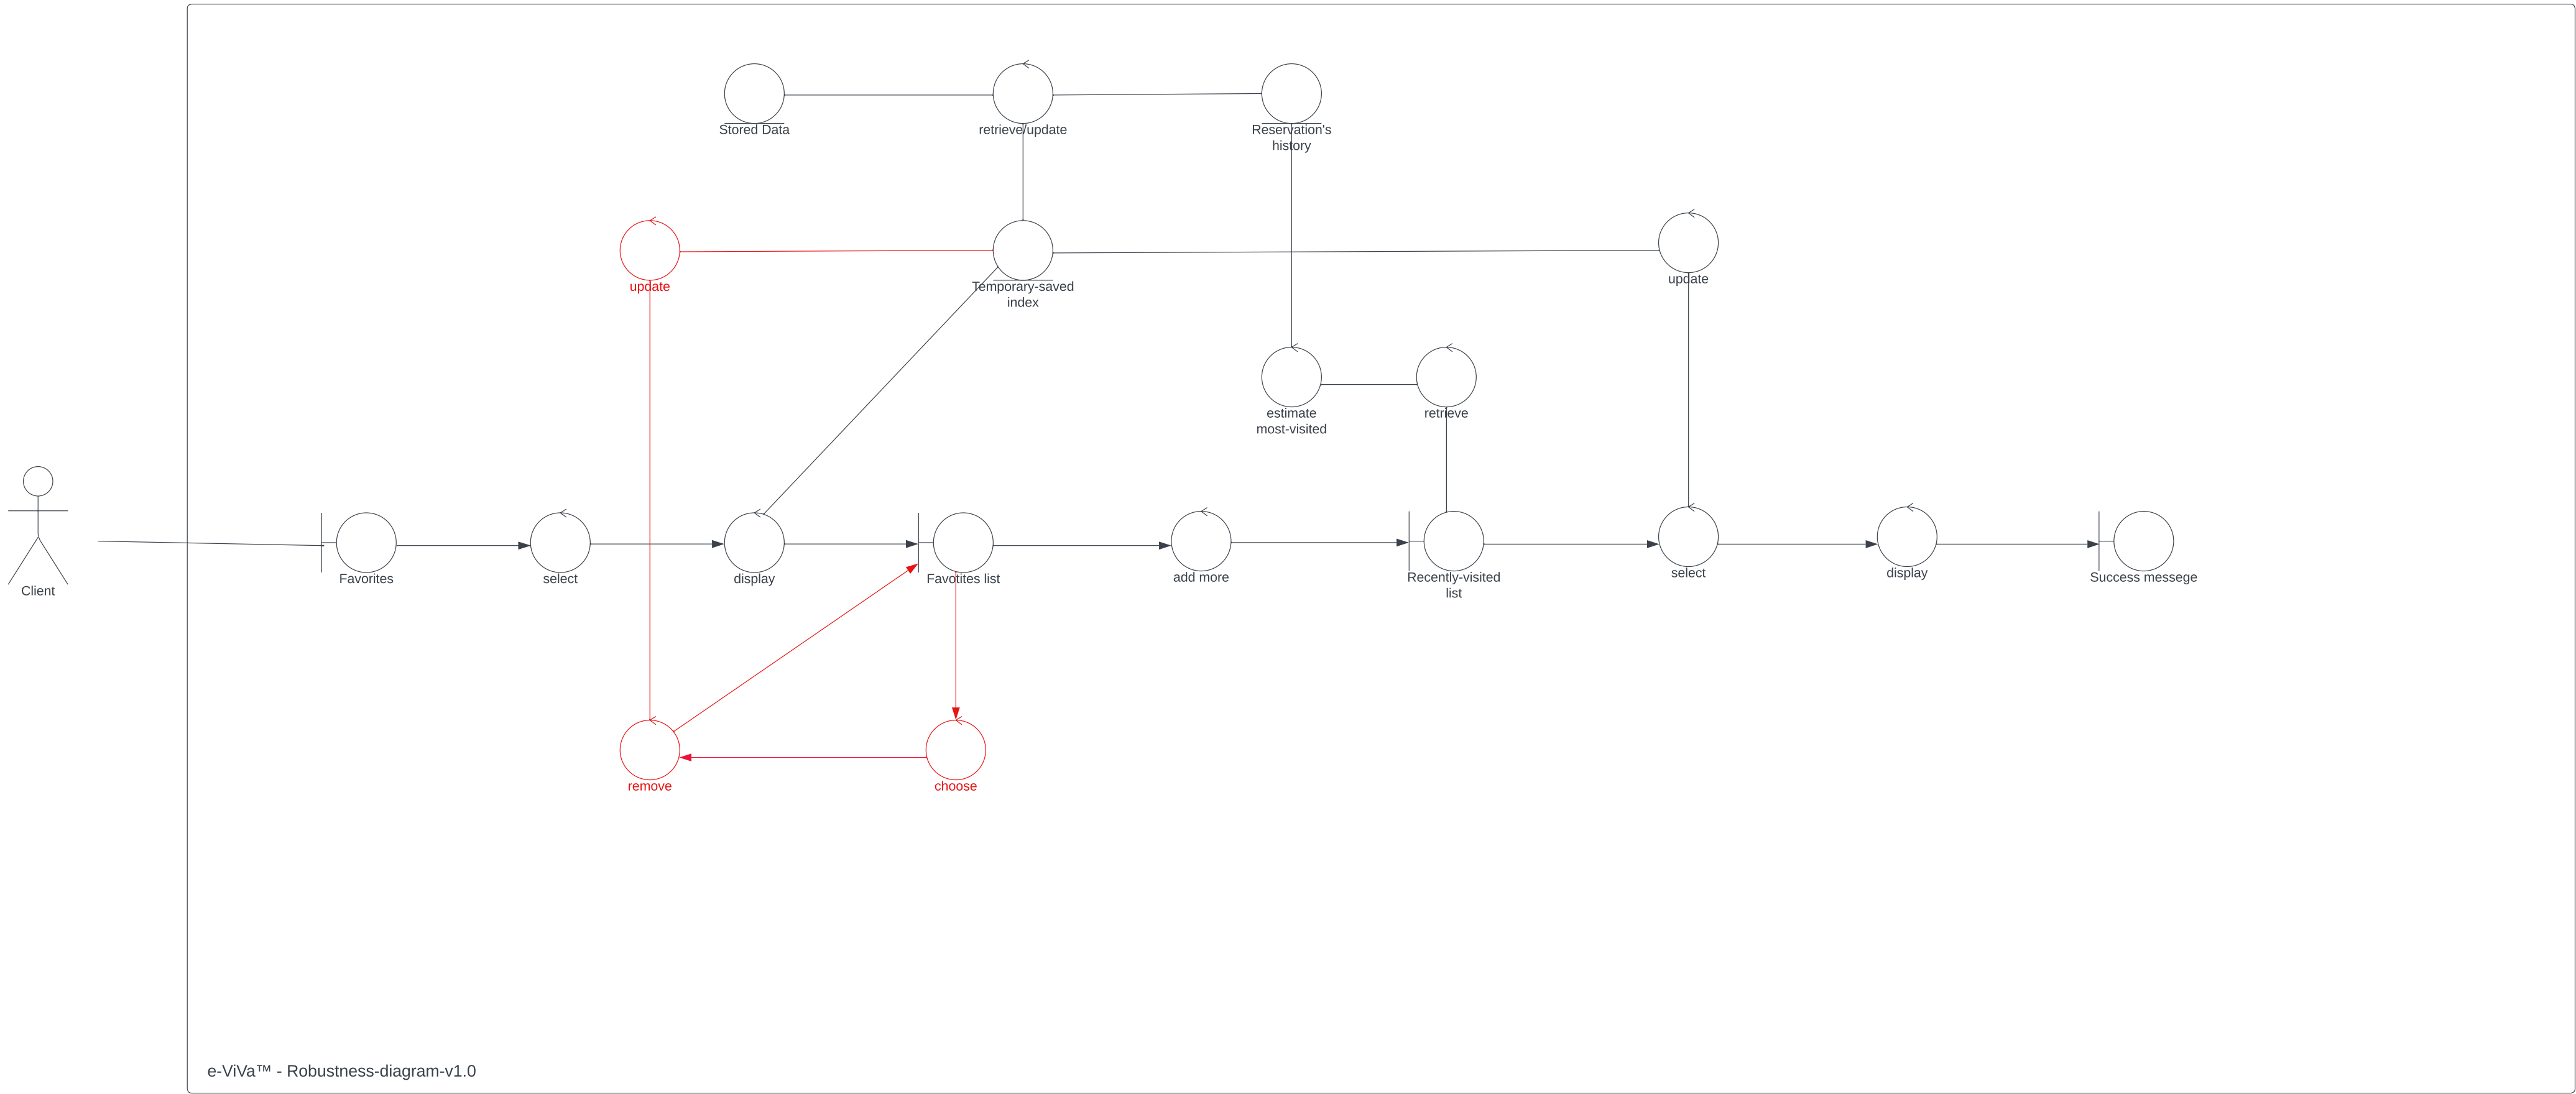 Stored Data
retrieve/update
Reservation's
history
update
Temporary-saved
index
update
estimate
most-visited
retrieve
Client
Favorites
select
display
Favotites list
add more
Recently-visited
list
select
display
Success messege
remove
choose
e-ViVa™ - Robustness-diagram-v1.0